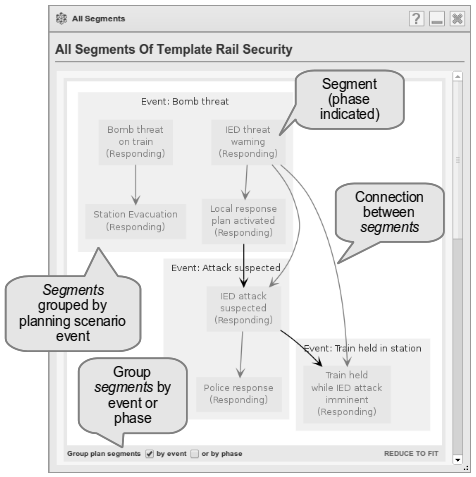 All Segments
?
All Segments Of Template Rail Security
Segment
(phase
indicated)
Event: Bomb threat
Bomb threat
on train
(Responding)
IED threat
warning
(Responding)
Station Evacuation
(Responding)
Local response
plan activated
(Responding)
Connection
between
segments
Segments
grouped by
planning scenario
event
Event: Attack suspected
IED attack
suspected
(Responding)
Event: Train held in station
Group
segments by
event or
phase
Police response
(Responding)
Train held
while IED attack
imminent
(Responding)
Group plan segments by event or by phase
REDUCE TO FIT